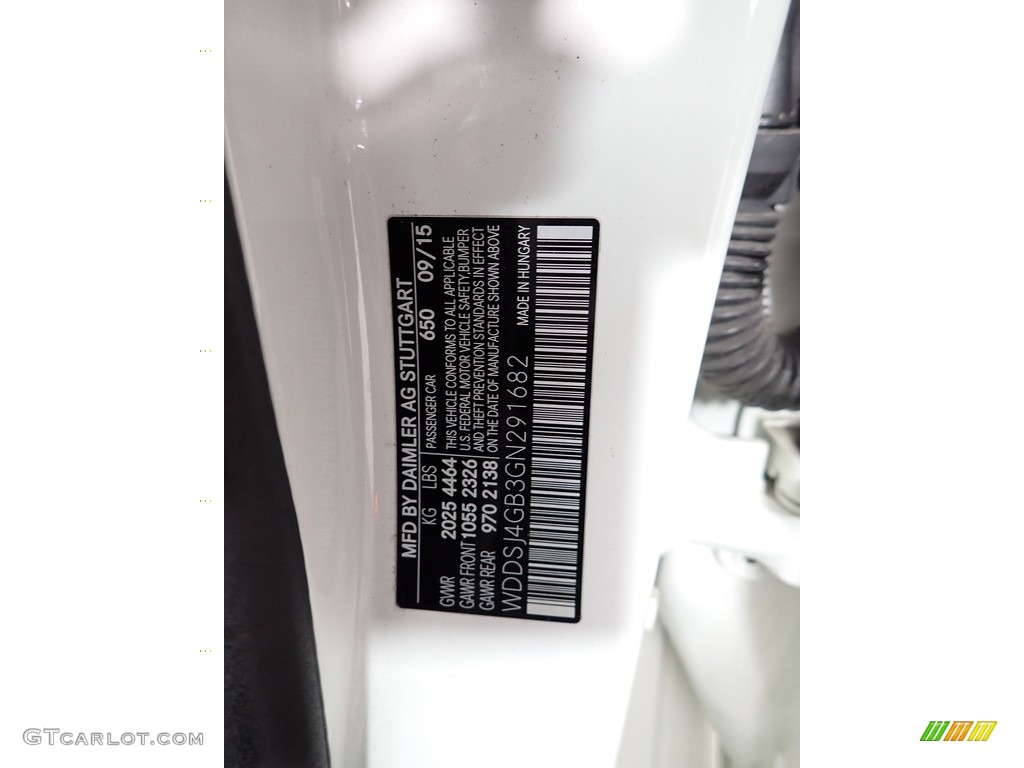 MFD BY DAIMLER AG STUTTGART
KG LBS PASSENGER CAR 650 09/15
GVWR 2025 4464 THIS VEHICLE CONFORMS TO ALL APPLICABLE
GAWR FRONT 1055 2326 U.S. FEDERAL MOTOR VEHICLE SAFETY, BUMPER
GAWR REAR 970 2138 AND THEFT PREVENTION STANDARDS IN EFFECT
ON THE DATE OF MANUFACTURE SHOWN ABOVE
WDDSJ4GB3GN291682 MADE IN HUNGARY
GTCARLOT.COM